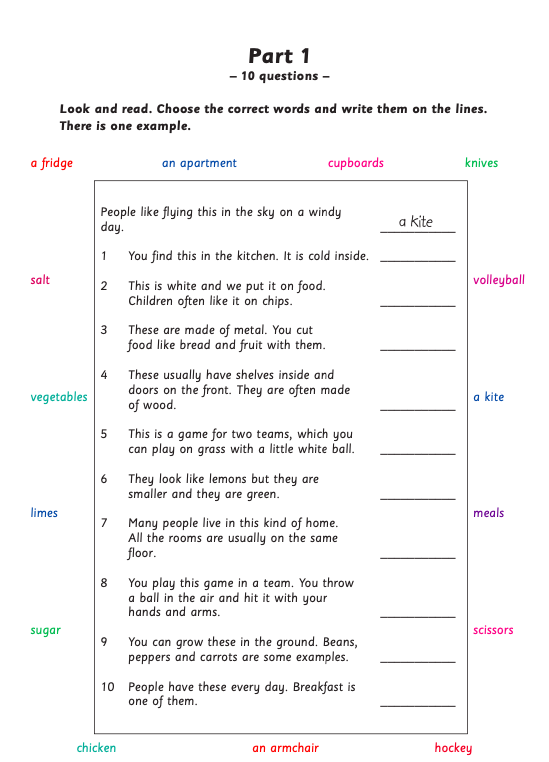 Part 1
– 10 questions –
Look and read. Choose the correct words and write them on the lines.
There is one example.
a fridge an apartment cupboards knives
People like flying this in the sky on a windy
day. a kite
1 You find this in the kitchen. It is cold inside.
salt
volleyball
2 This is white and we put it on food.
Children often like it on chips.
3 These are made of metal. You cut
food like bread and fruit with them.
4 These usually have shelves inside and
doors on the front. They are often made
of wood.
vegetables
a kite
5 This is a game for two teams, which you
can play on grass with a little white ball.
6 They look like lemons but they are
smaller and they are green.
limes
meals
7 Many people live in this kind of home.
All the rooms are usually on the same
floor.
8 You play this game in a team. You throw
a ball in the air and hit it with your
hands and arms.
sugar
scissors
9 You can grow these in the ground. Beans,
peppers and carrots are some examples.
10 People have these every day. Breakfast is
one of them.
chicken an armchair hockey